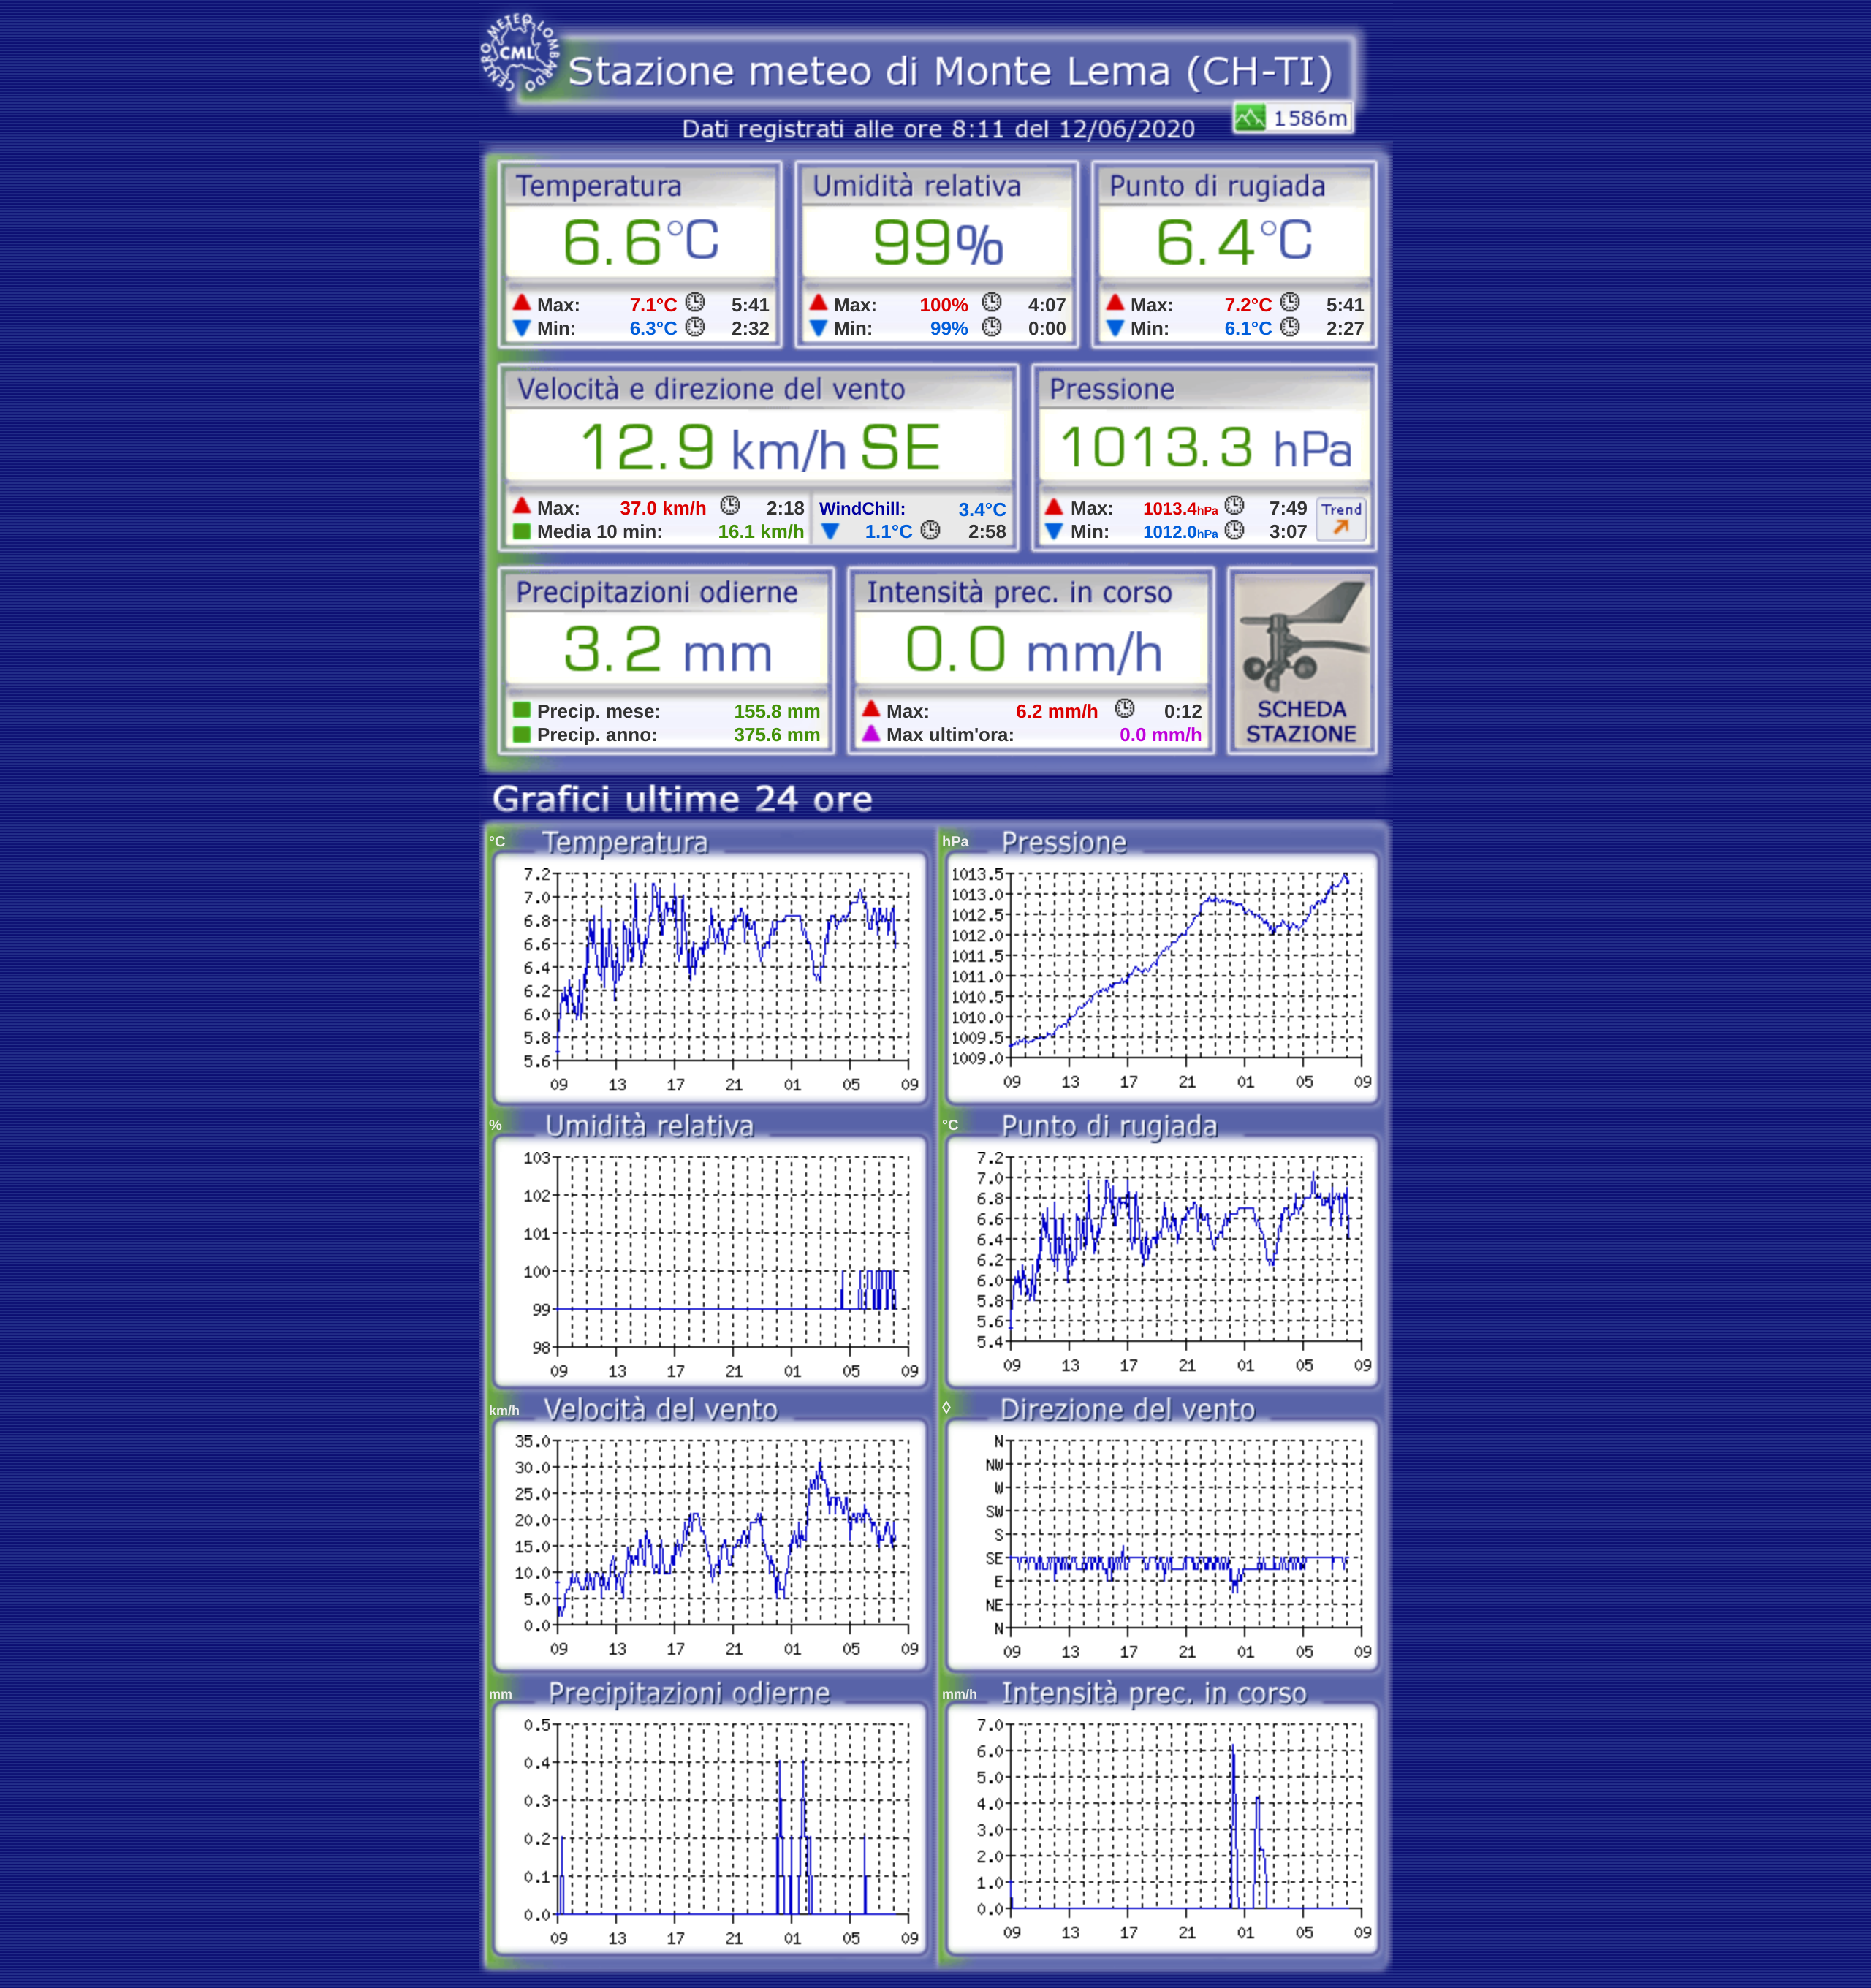 CENTRO METEO LOMBARDO
CML
Stazione meteo di Monte Lema (CH-TI)
1586m
Dati registrati alle ore 8:11 del 12/06/2020
Temperatura Umidità relativa Punto di rugiada
6.6°C 99% 6.4°C
Max: 7.1°C 5:41 Max: 100% 4:07 Max: 7.2°C 5:41
Min: 6.3°C 2:32 Min: 99% 0:00 Min: 6.1°C 2:27
Velocità e direzione del vento Pressione
12.9 km/h SE 1013.3 hPa
Max: 37.0 km/h 2:18 WindChill: 3.4°C Max: 1013.4hPa 7:49 Trend
Media 10 min: 16.1 km/h 1.1°C 2:58 Min: 1012.0hPa 3:07
Precipitazioni odierne Intensità prec. in corso
3.2 mm 0.0 mm/h
Precip. mese: 155.8 mm Max: 6.2 mm/h 0:12 SCHEDA
Precip. anno: 375.6 mm Max ultim'ora: 0.0 mm/h STAZIONE
Grafici ultime 24 ore
°C Temperatura
7.2
7.0
6.8
6.6
6.4
6.2
6.0
5.8
5.6
09 13 17 21 01 05 09
hPa Pressione
1013.5
1013.0
1012.5
1012.0
1011.5
1011.0
1010.5
1010.0
1009.5
1009.0
09 13 17 21 01 05 09
% Umidità relativa
103
102
101
100
99
98
09 13 17 21 01 05 09
°C Punto di rugiada
7.2
7.0
6.8
6.6
6.4
6.2
6.0
5.8
5.6
5.4
09 13 17 21 01 05 09
km/h Velocità del vento
35.0
30.0
25.0
20.0
15.0
10.0
5.0
0.0
09 13 17 21 01 05 09
◊ Direzione del vento
N
NW
W
SW
S
SE
E
NE
N
09 13 17 21 01 05 09
mm Precipitazioni odierne
0.5
0.4
0.3
0.2
0.1
0.0
09 13 17 21 01 05 09
mm/h Intensità prec. in corso
7.0
6.0
5.0
4.0
3.0
2.0
1.0
0.0
09 13 17 21 01 05 09